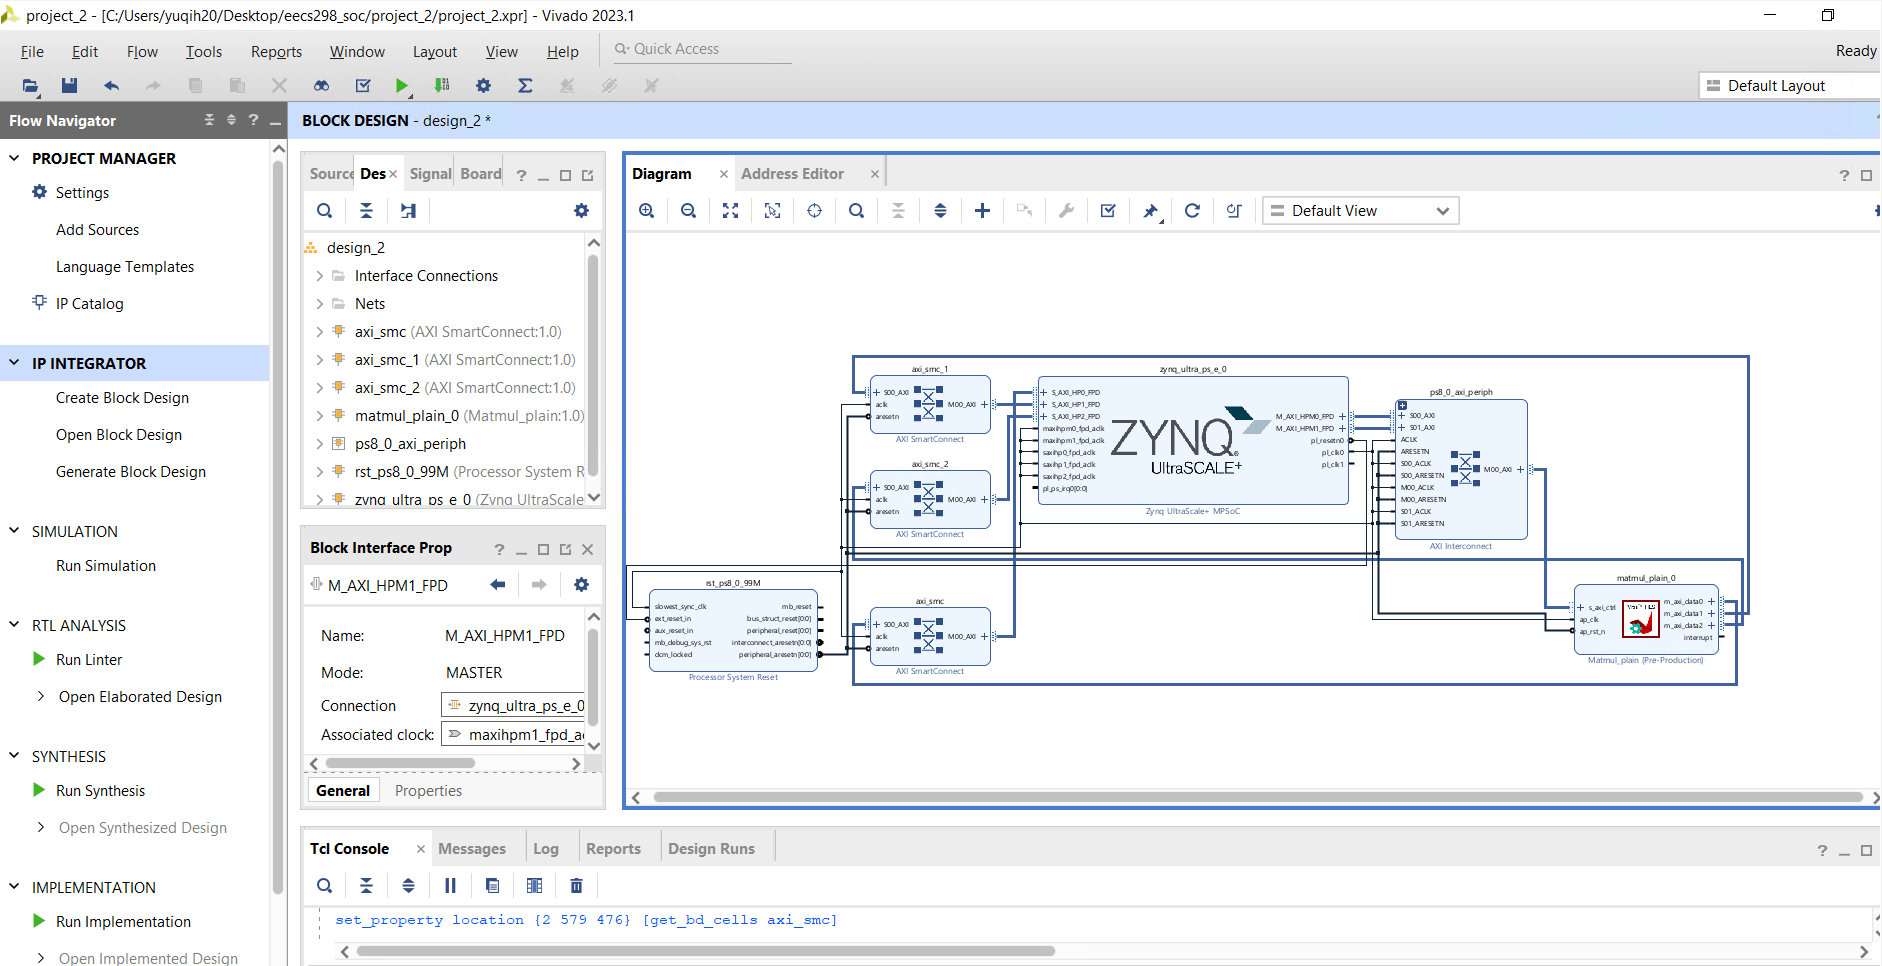 project_2 - [C:/Users/yuqih20/Desktop/eecs298_soc/project_2/project_2.xpr] - Vivado 2023.1
File Edit Flow Tools Reports Window Layout View Help Quick Access Ready
Default Layout
Flow Navigator
PROJECT MANAGER
Settings
Add Sources
Language Templates
IP Catalog
IP INTEGRATOR
Create Block Design
Open Block Design
Generate Block Design
SIMULATION
Run Simulation
RTL ANALYSIS
Run Linter
Open Elaborated Design
SYNTHESIS
Run Synthesis
Open Synthesized Design
IMPLEMENTATION
Run Implementation
Open Implemented Design
BLOCK DESIGN - design_2 *
Source Des Signal Board
design_2
Interface Connections
Nets
axi_smc (AXI SmartConnect:1.0)
axi_smc_1 (AXI SmartConnect:1.0)
axi_smc_2 (AXI SmartConnect:1.0)
matmul_plain_0 (Matmul_plain:1.0)
ps8_0_axi_periph
rst_ps8_0_99M (Processor System R
zynq_ultra_ps_e_0 (Zynq UltraScale
Block Interface Prop
M_AXI_HPM1_FPD
Name: M_AXI_HPM1_FPD
Mode: MASTER
Connection zynq_ultra_ps_e_0
Associated clock: maxihpm1_fpd_a
General Properties
Diagram Address Editor
Default View
axi_smc_1
S00_AXI
aclk
aresetn
M00_AXI
AXI SmartConnect
axi_smc_2
S00_AXI
aclk
aresetn
M00_AXI
AXI SmartConnect
rst_ps8_0_99M
slowest_sync_clk
ext_reset_in
aux_reset_in
mb_debug_sys_rst
dcm_locked
mb_reset
bus_struct_reset[0:0]
peripheral_reset[0:0]
interconnect_aresetn[0:0]
peripheral_aresetn[0:0]
Processor System Reset
axi_smc
S00_AXI
aclk
aresetn
M00_AXI
AXI SmartConnect
zynq_ultra_ps_e_0
S_AXI_HP0_FPD
S_AXI_HP1_FPD
S_AXI_HP2_FPD
maxihpm0_fpd_aclk
maxihpm1_fpd_aclk
saxihp0_fpd_aclk
saxihp1_fpd_aclk
saxihp2_fpd_aclk
pl_ps_irq0[0:0]
ZYNQ
UltraSCALE+
M_AXI_HPM0_FPD
M_AXI_HPM1_FPD
pl_resetn0
pl_clk0
pl_clk1
Zynq UltraScale+ MPSoC
ps8_0_axi_periph
S00_AXI
S01_AXI
ACLK
ARESETN
S00_ACLK
S00_ARESETN
M00_ACLK
M00_ARESETN
S01_ACLK
S01_ARESETN
M00_AXI
AXI Interconnect
matmul_plain_0
s_axi_ctrl
ap_clk
ap_rst_n
m_axi_data0
m_axi_data1
m_axi_data2
interrupt
Matmul_plain (Pre-Production)
Tcl Console Messages Log Reports Design Runs
set_property location {2 579 476} [get_bd_cells axi_smc]